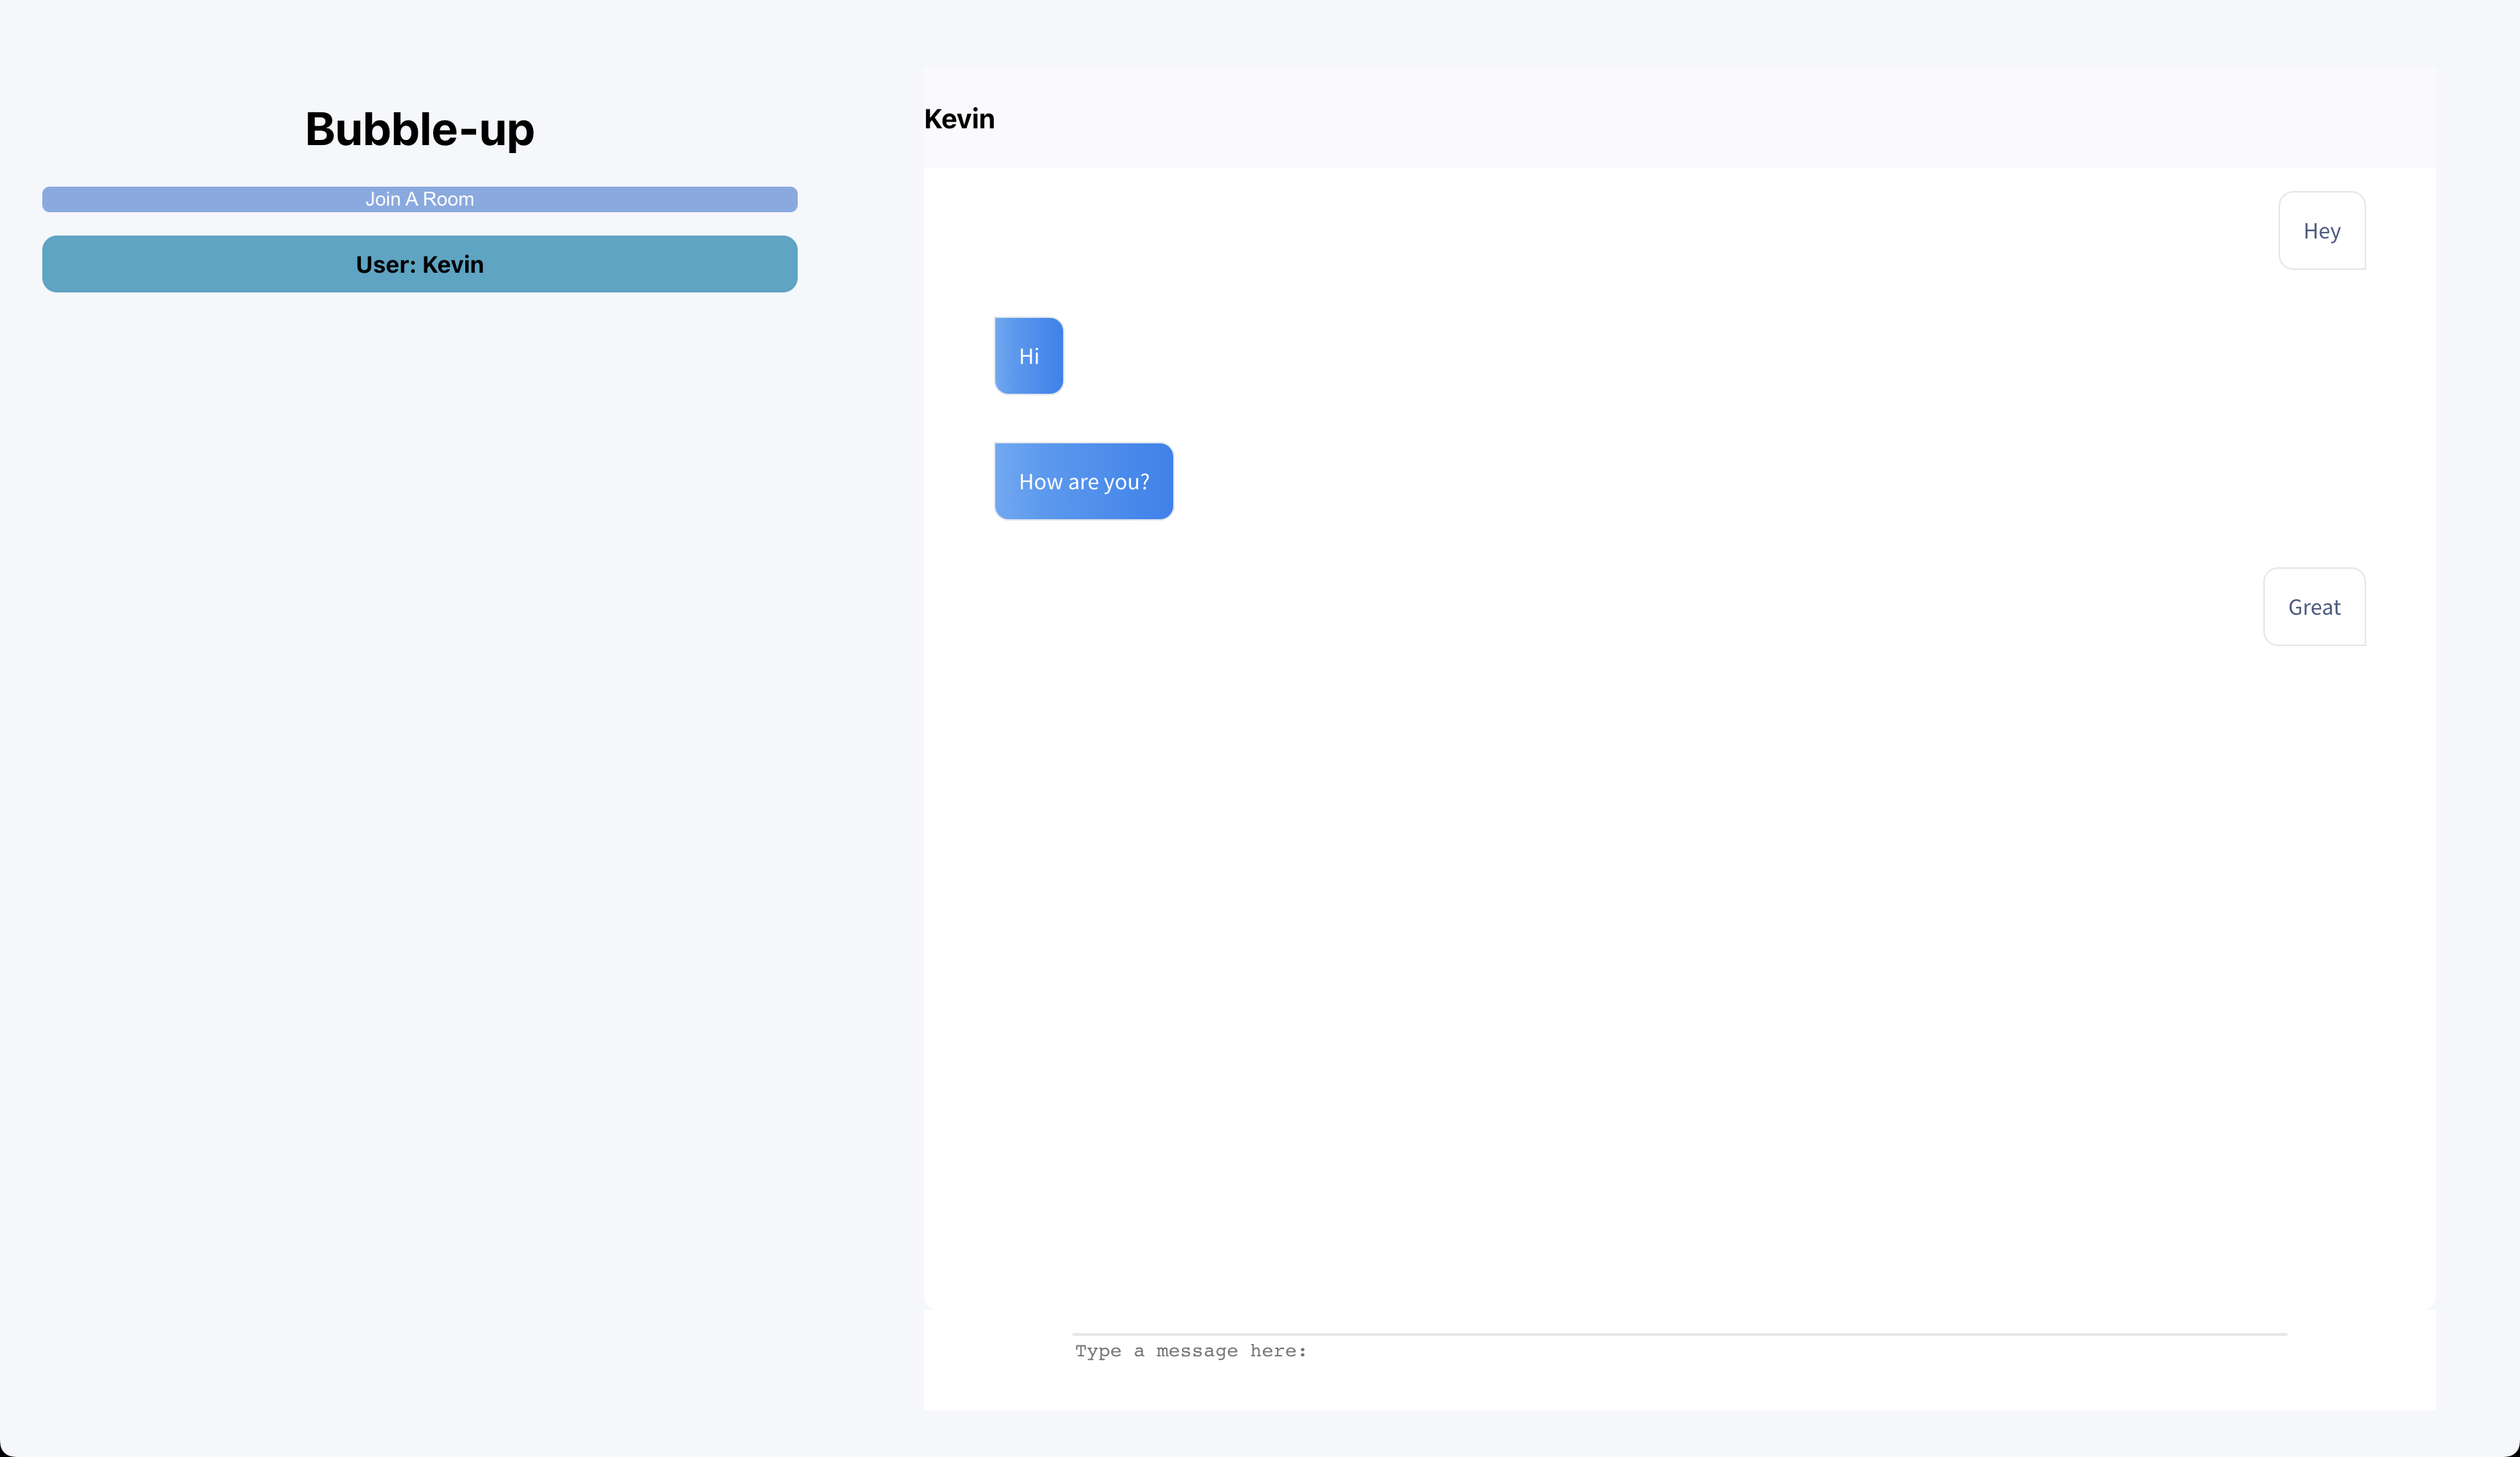 Bubble-up
Join A Room
User: Kevin
Kevin
Hey
Hi
How are you?
Great
Type a message here: